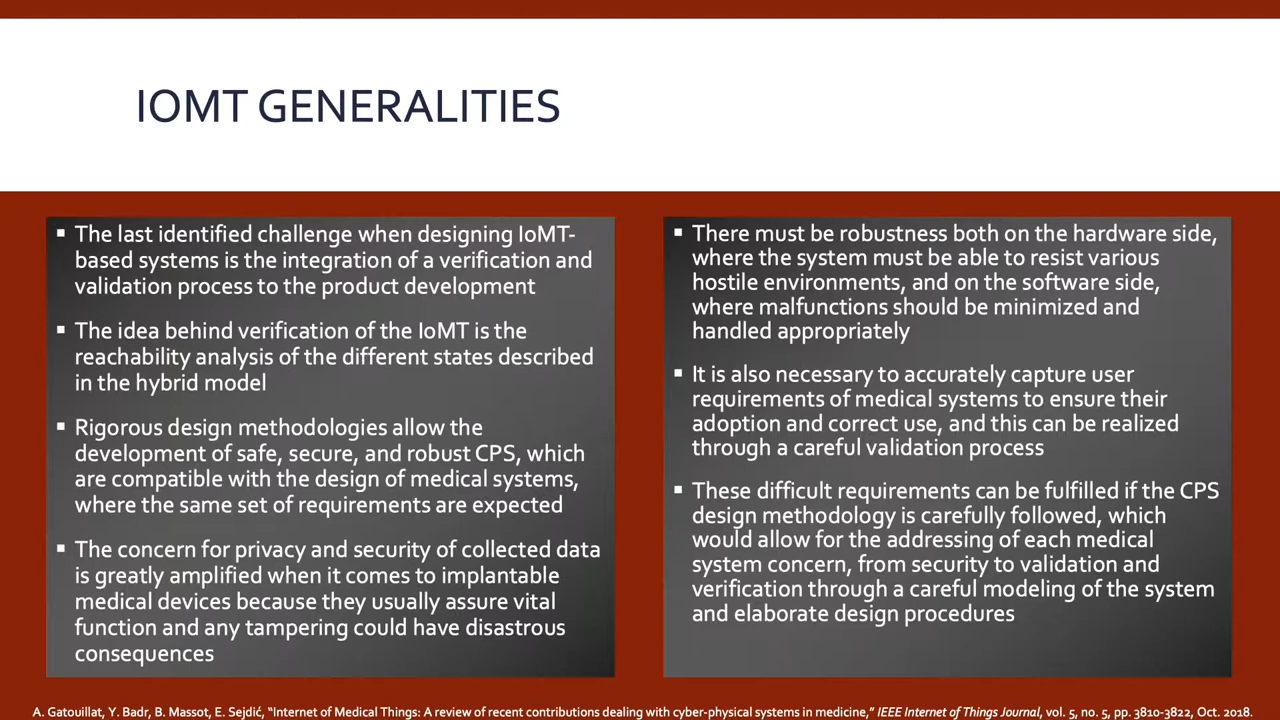 IOMT GENERALITIES
▪ The last identified challenge when designing IoMT-
based systems is the integration of a verification and
validation process to the product development
▪ The idea behind verification of the IoMT is the
reachability analysis of the different states described
in the hybrid model
▪ Rigorous design methodologies allow the
development of safe, secure, and robust CPS, which
are compatible with the design of medical systems,
where the same set of requirements are expected
▪ The concern for privacy and security of collected data
is greatly amplified when it comes to implantable
medical devices because they usually assure vital
function and any tampering could have disastrous
consequences
▪ There must be robustness both on the hardware side,
where the system must be able to resist various
hostile environments, and on the software side,
where malfunctions should be minimized and
handled appropriately
▪ It is also necessary to accurately capture user
requirements of medical systems to ensure their
adoption and correct use, and this can be realized
through a careful validation process
▪ These difficult requirements can be fulfilled if the CPS
design methodology is carefully followed, which
would allow for the addressing of each medical
system concern, from security to validation and
verification through a careful modeling of the system
and elaborate design procedures
A. Gatouillat, Y. Badr, B. Massot, E. Sejdić, “Internet of Medical Things: A review of recent contributions dealing with cyber-physical systems in medicine,” IEEE Internet of Things Journal, vol. 5, no. 5, pp. 3810-3822, Oct. 2018.